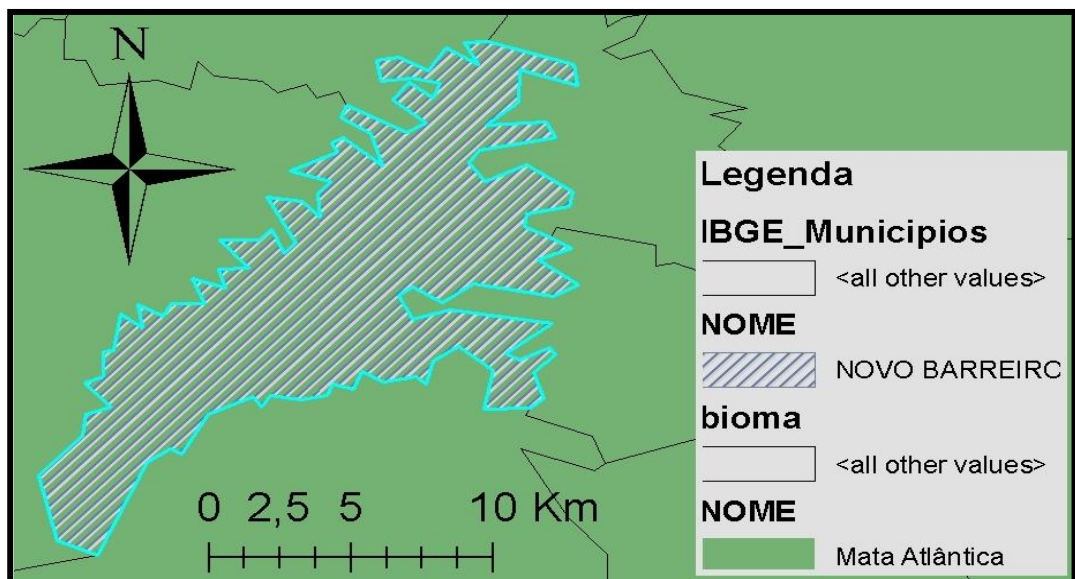 N
Legenda
IBGE_Municipios
<all other values>
NOME
NOVO BARREIRC
bioma
<all other values>
NOME
Mata Atlântica
0 2,5 5 10 Km